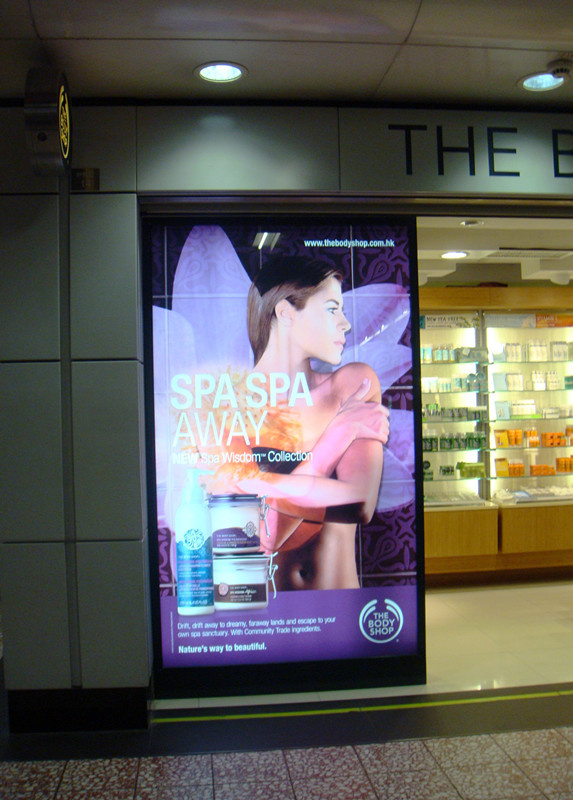 THE B
www.thebodyshop.com.hk
SPA SPA
AWAY
NEW Spa Wisdom™ Collection
Drift, drift away to dreamy, faraway lands and escape to your
own spa sanctuary. With Community Trade ingredients.
Nature's way to beautiful.
THE
BODY
SHOP